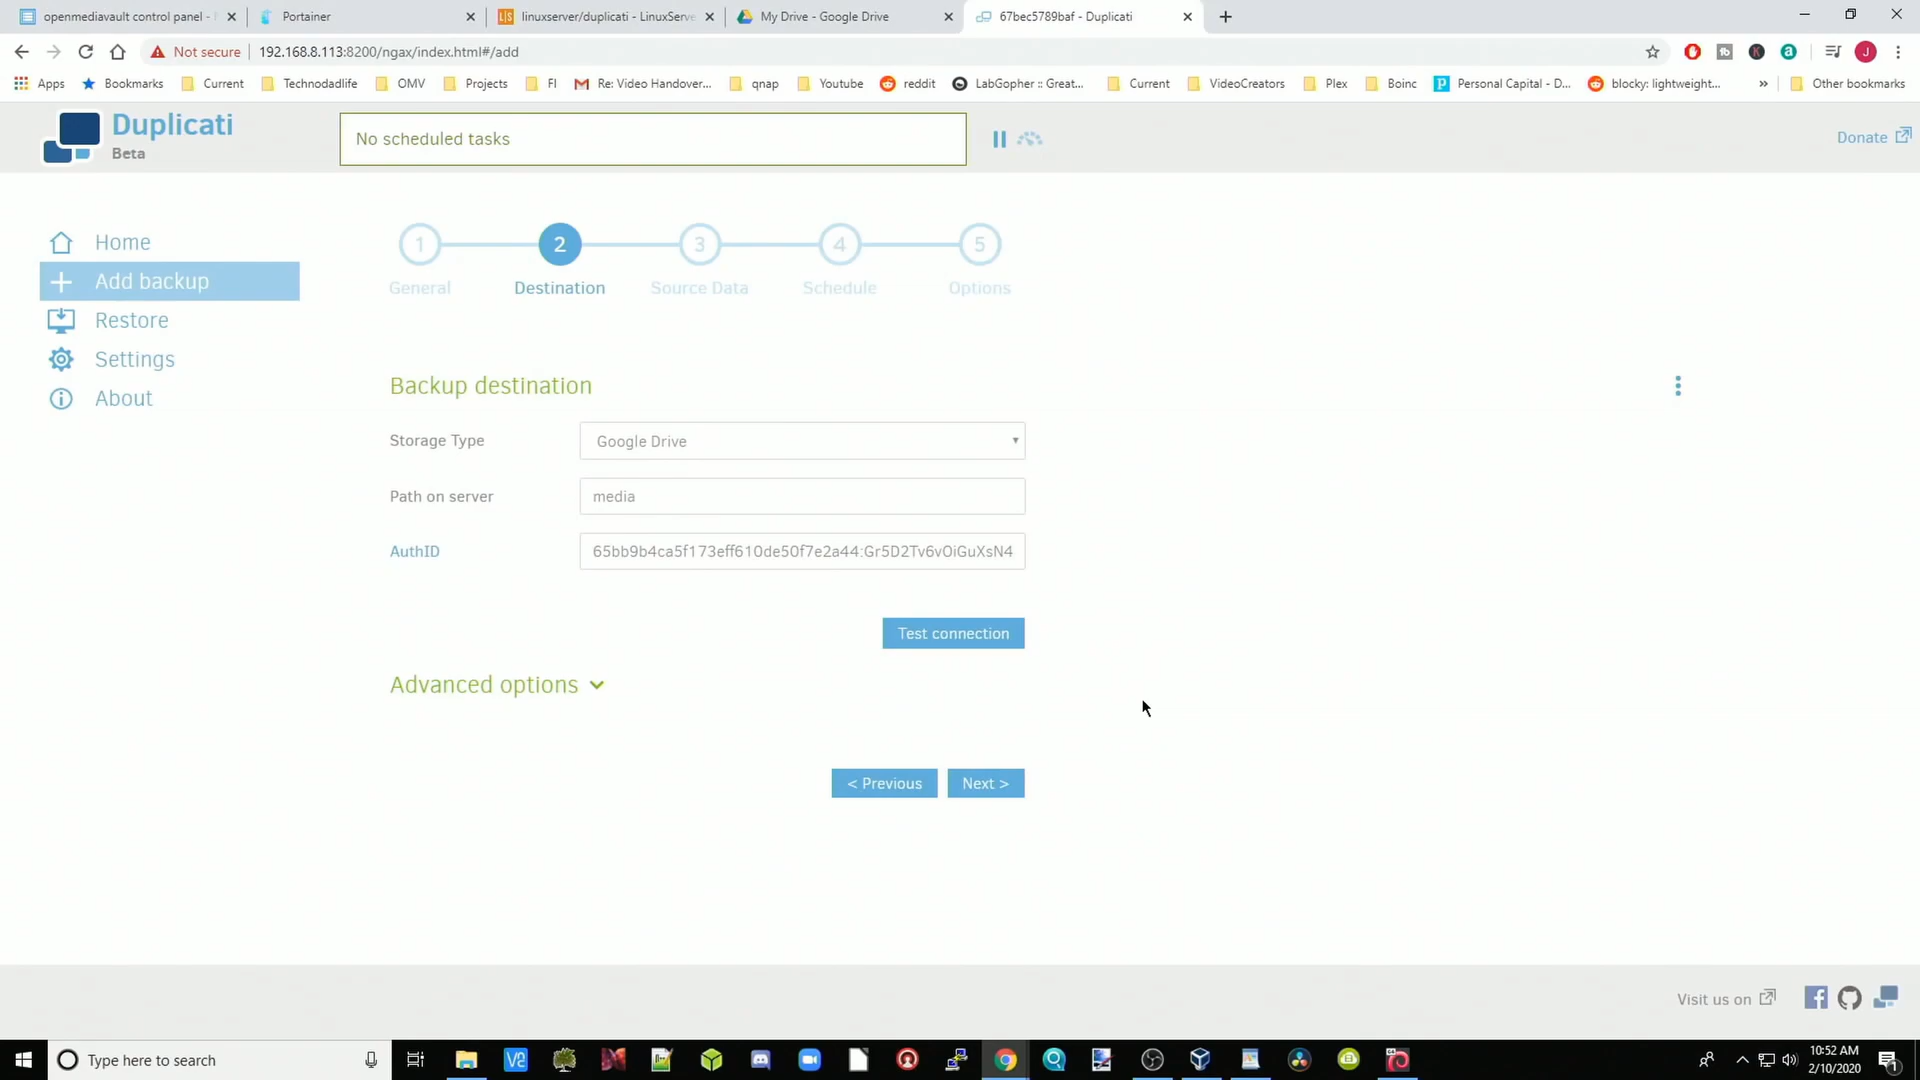 openmediavault control panel -
Portainer
linuxserver/duplicati - LinuxServe
My Drive - Google Drive
67bec5789baf - Duplicati
Not secure
192.168.8.113:8200/ngax/index.html#/add
Apps
Bookmarks
Current
Technodadlife
OMV
Projects
FI
Re: Video Handover...
qnap
Youtube
reddit
LabGopher :: Great...
Current
VideoCreators
Plex
Boinc
Personal Capital - D...
blocky: lightweight...
»
Other bookmarks
Duplicati
Beta
No scheduled tasks
Donate
Home
Add backup
Restore
Settings
About
1
2
3
4
5
General
Destination
Source Data
Schedule
Options
Backup destination
Storage Type
Google Drive
Path on server
media
AuthID
65bb9b4ca5f173eff610de50f7e2a44:Gr5D2Tv6vOiGuXsN4
Test connection
Advanced options
< Previous
Next >
Visit us on
Type here to search
10:52 AM
2/10/2020